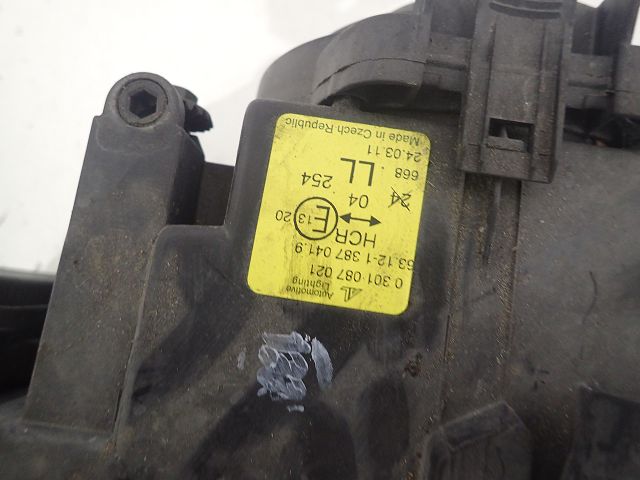 Automotive
Lighting
0 301 087 021
63.12-1 387 041.9
HCR
E13 20
04 254
24
LL
668
24.03.11
Made in Czech Republic